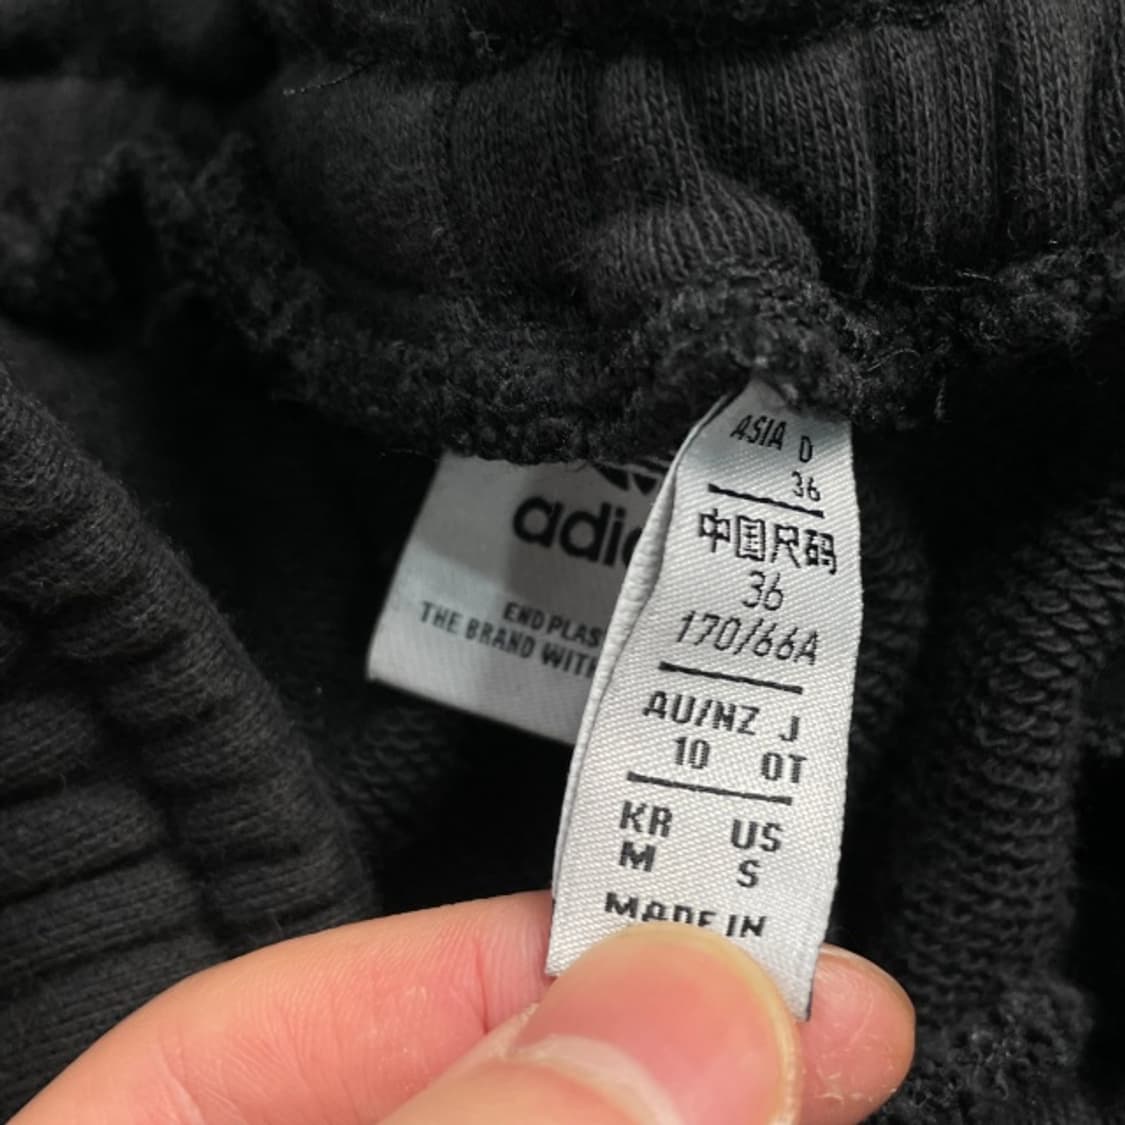 ASIA D
36
中国尺码
36
170/66A
AU/NZ J
10 OT
KR US
M S
MADE IN
adi
END PLAS
THE BRAND WITH